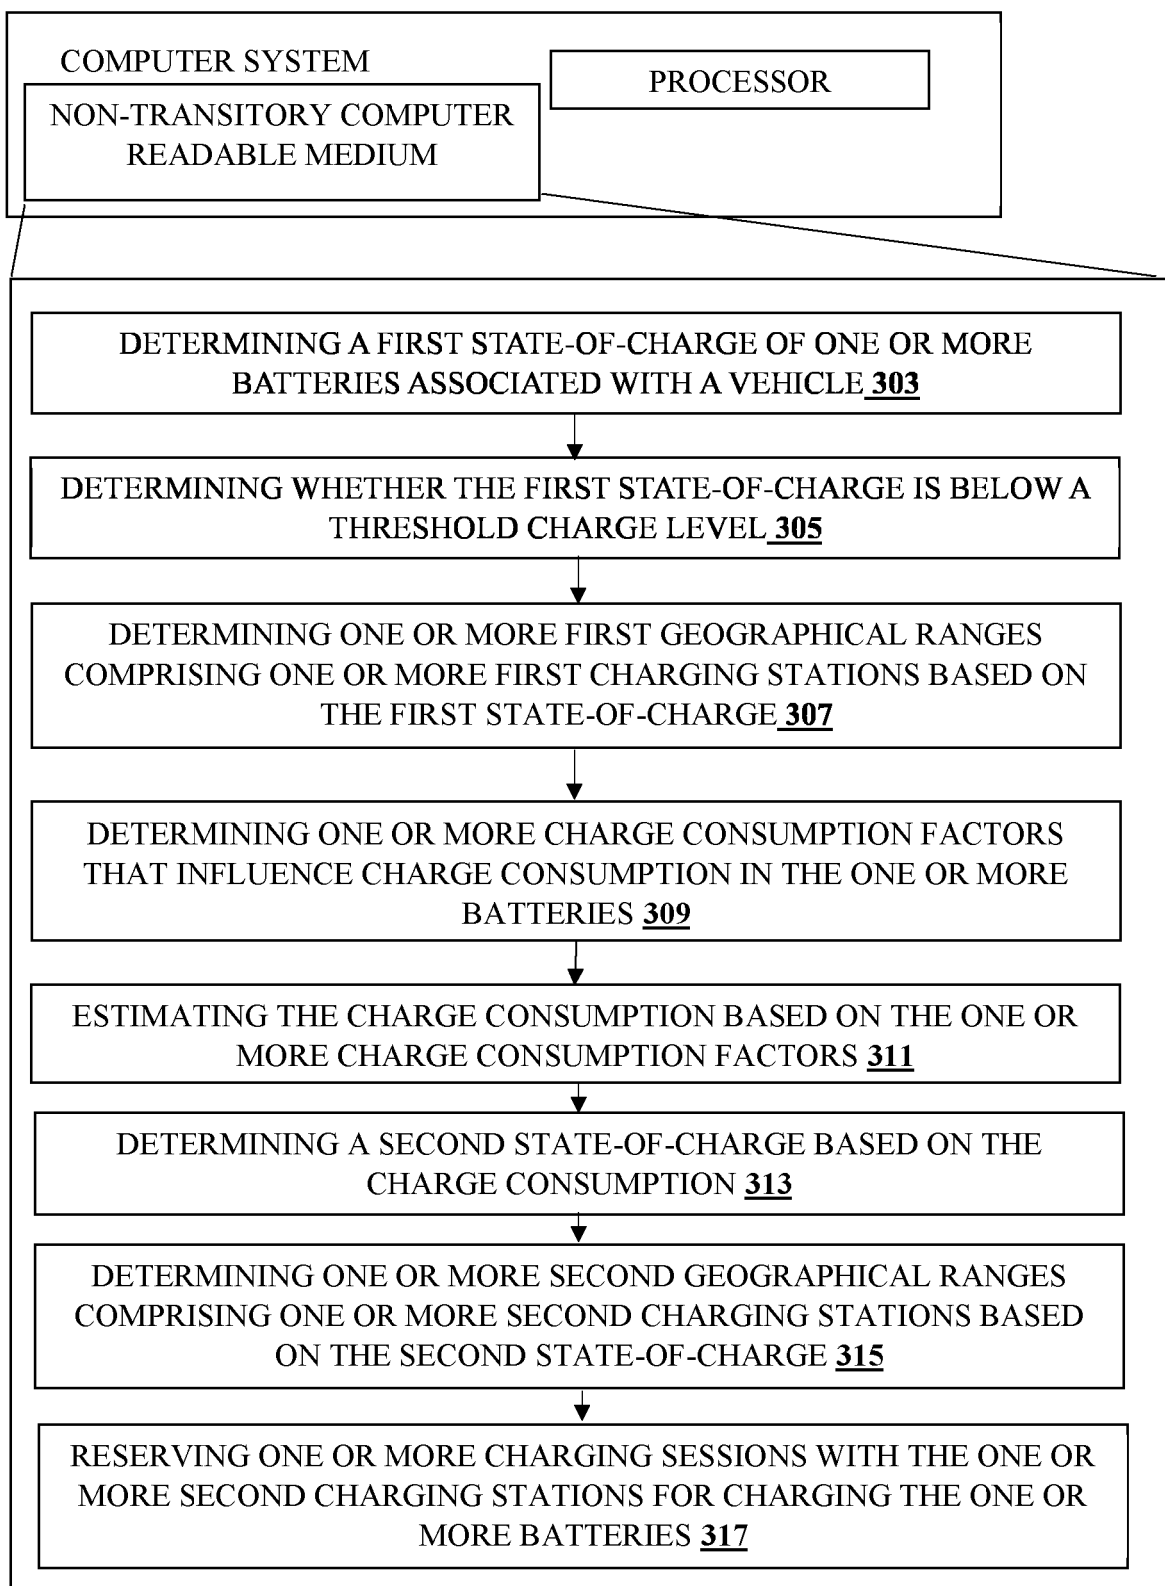 COMPUTER SYSTEM
PROCESSOR
NON-TRANSITORY COMPUTER
READABLE MEDIUM
DETERMINING A FIRST STATE-OF-CHARGE OF ONE OR MORE
BATTERIES ASSOCIATED WITH A VEHICLE 303
DETERMINING WHETHER THE FIRST STATE-OF-CHARGE IS BELOW A
THRESHOLD CHARGE LEVEL 305
DETERMINING ONE OR MORE FIRST GEOGRAPHICAL RANGES
COMPRISING ONE OR MORE FIRST CHARGING STATIONS BASED ON
THE FIRST STATE-OF-CHARGE 307
DETERMINING ONE OR MORE CHARGE CONSUMPTION FACTORS
THAT INFLUENCE CHARGE CONSUMPTION IN THE ONE OR MORE
BATTERIES 309
ESTIMATING THE CHARGE CONSUMPTION BASED ON THE ONE OR
MORE CHARGE CONSUMPTION FACTORS 311
DETERMINING A SECOND STATE-OF-CHARGE BASED ON THE
CHARGE CONSUMPTION 313
DETERMINING ONE OR MORE SECOND GEOGRAPHICAL RANGES
COMPRISING ONE OR MORE SECOND CHARGING STATIONS BASED
ON THE SECOND STATE-OF-CHARGE 315
RESERVING ONE OR MORE CHARGING SESSIONS WITH THE ONE OR
MORE SECOND CHARGING STATIONS FOR CHARGING THE ONE OR
MORE BATTERIES 317